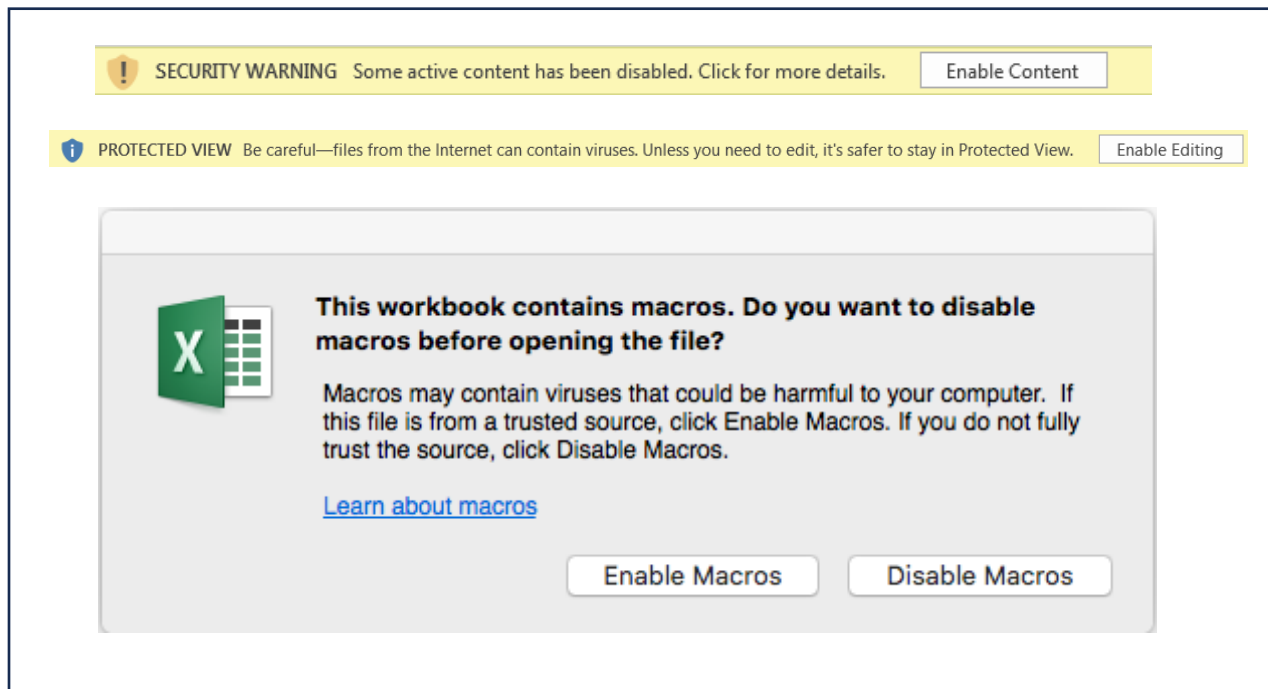 SECURITY WARNING Some active content has been disabled. Click for more details. Enable Content
PROTECTED VIEW Be careful—files from the Internet can contain viruses. Unless you need to edit, it's safer to stay in Protected View. Enable Editing
This workbook contains macros. Do you want to disable
macros before opening the file?
Macros may contain viruses that could be harmful to your computer. If
this file is from a trusted source, click Enable Macros. If you do not fully
trust the source, click Disable Macros.
Learn about macros
Enable Macros Disable Macros